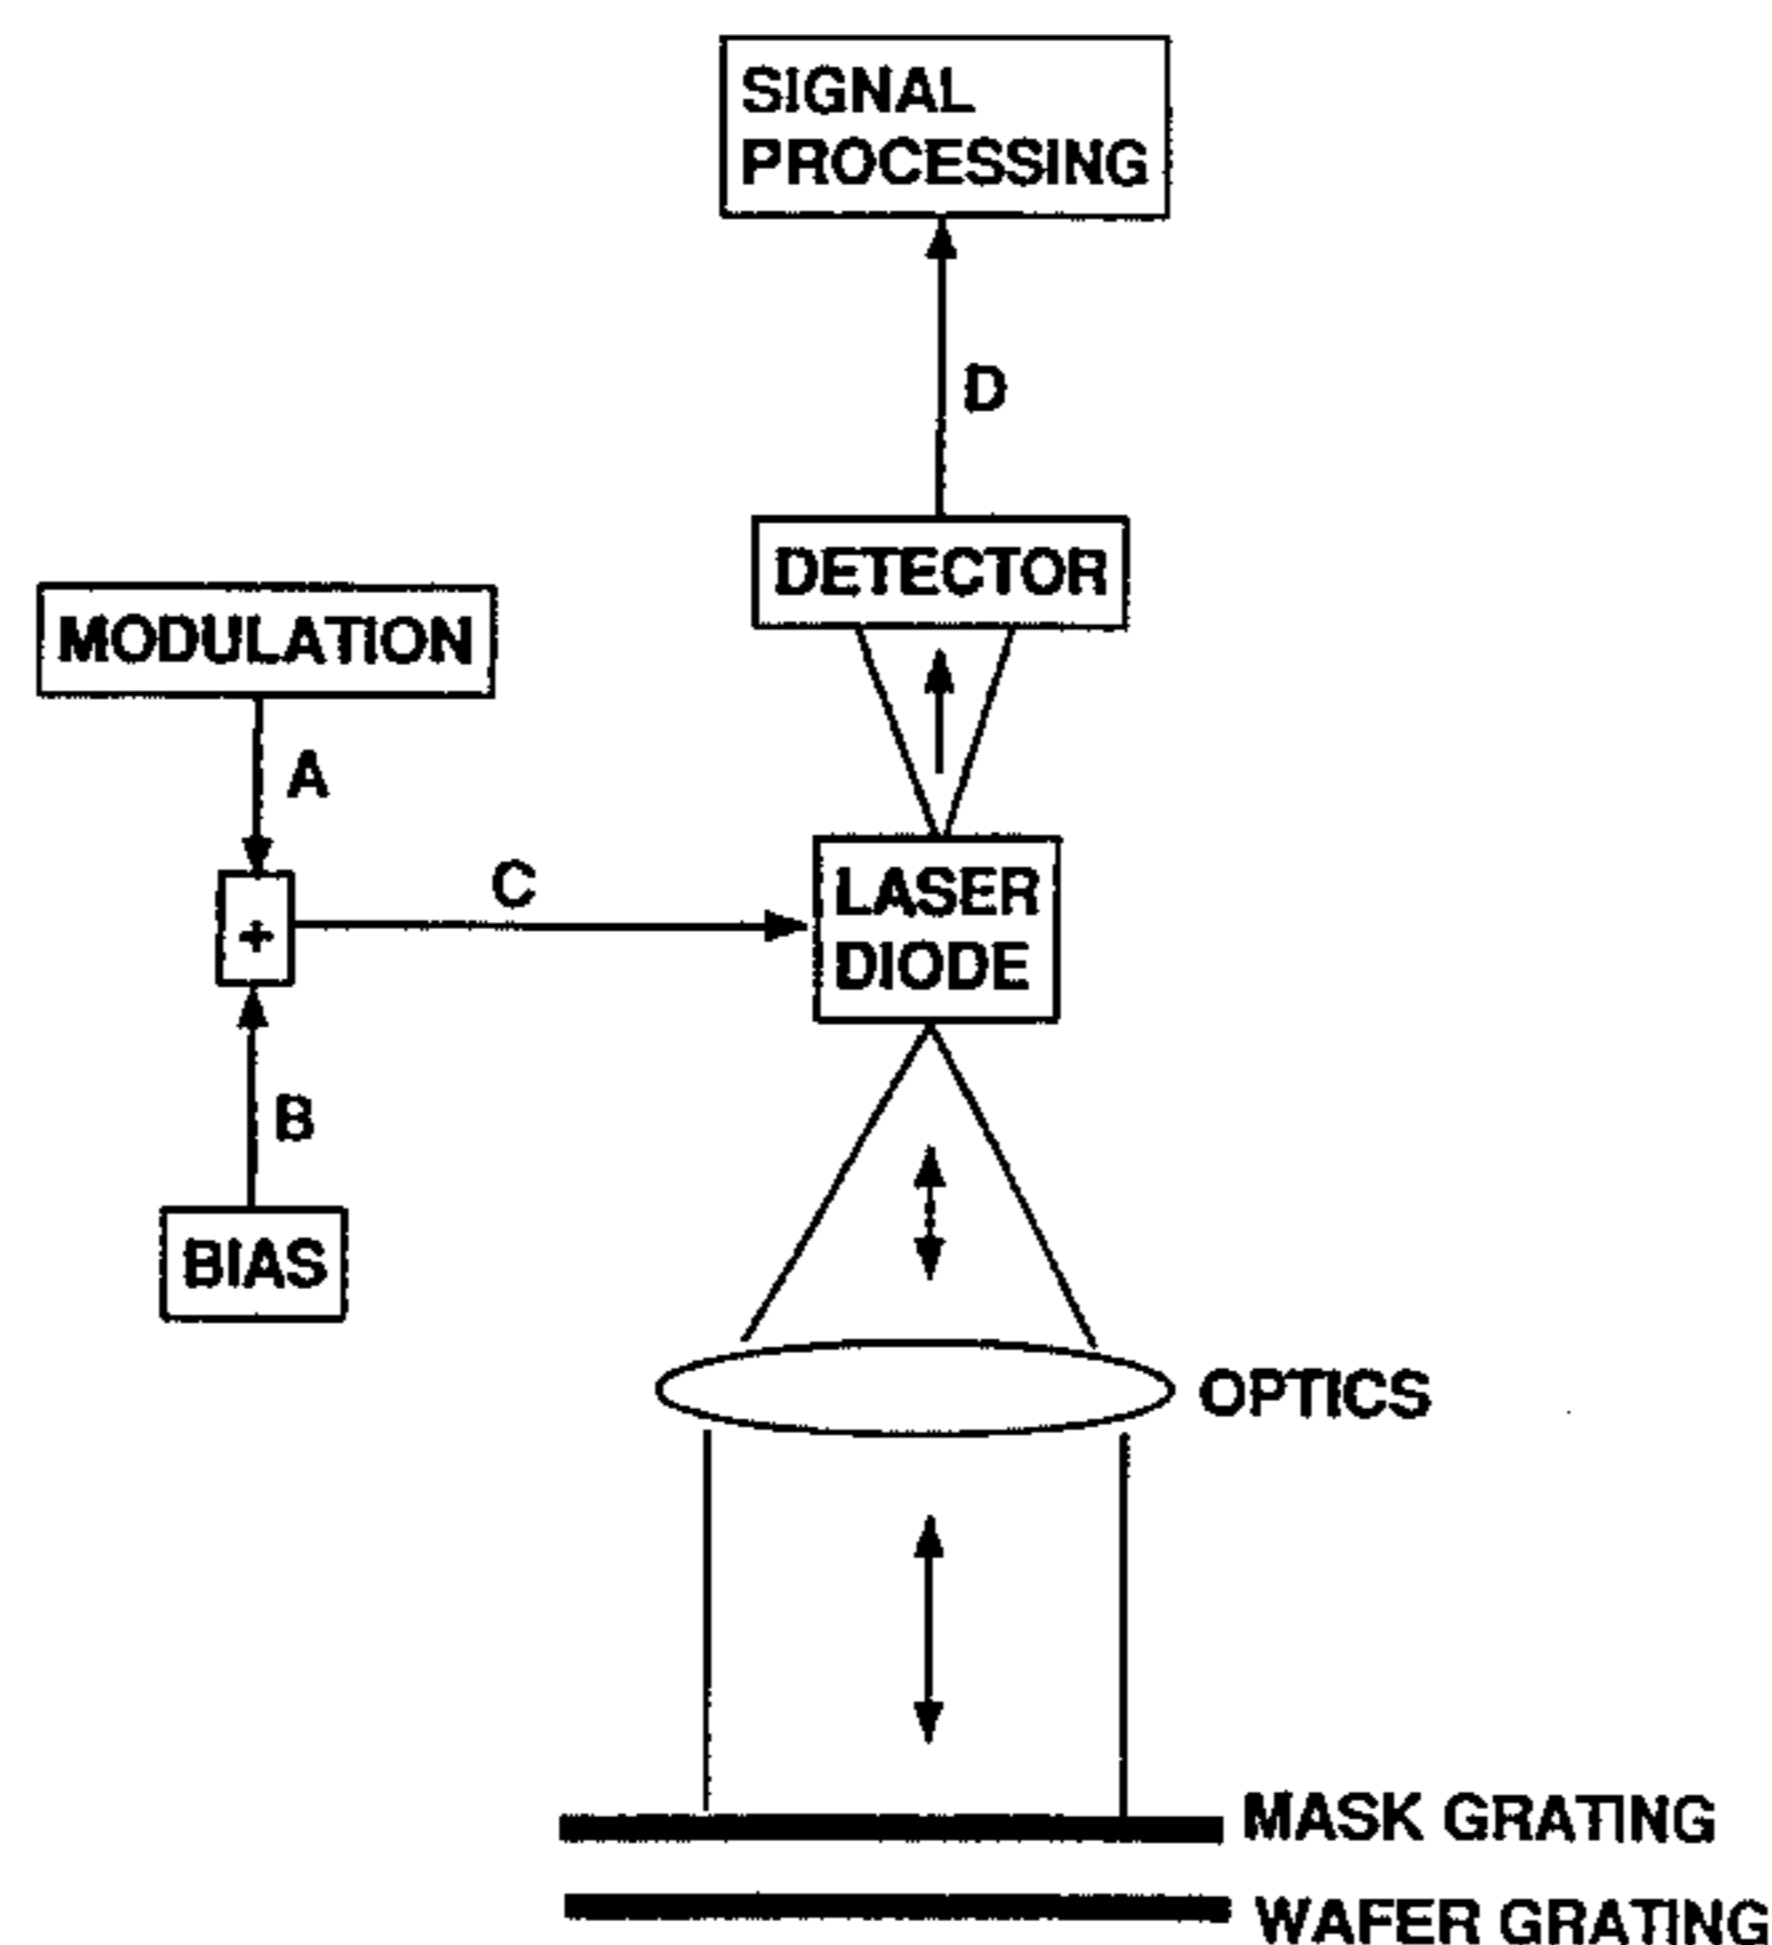 SIGNAL
PROCESSING
D
DETECTOR
MODULATION
A
C
LASER
DIODE
+
B
BIAS
OPTICS
MASK GRATING
WAFER GRATING